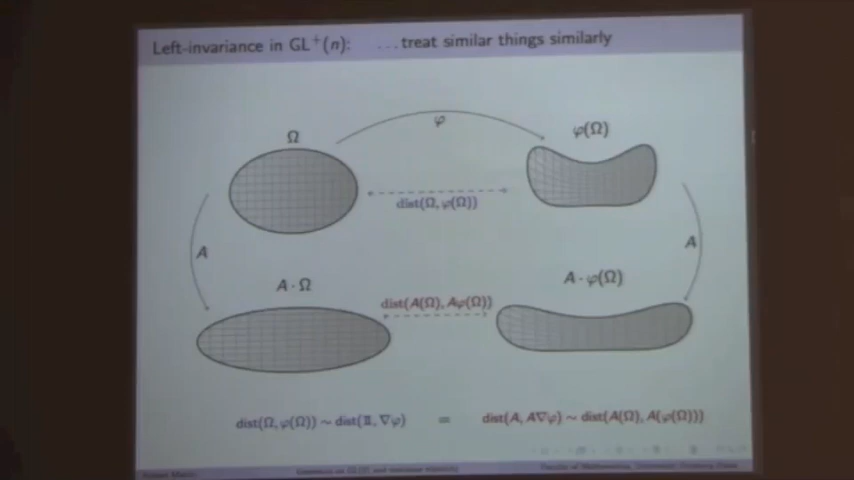 Left-invariance in GL⁺(n): ...treat similar things similarly
φ
Ω
φ(Ω)
dist(Ω, φ(Ω))
A
A
A · Ω
A · φ(Ω)
dist(A(Ω), Aφ(Ω))
dist(Ω, φ(Ω)) ~ dist(𝟙, ∇φ) = dist(A, A∇φ) ~ dist(A(Ω), A(φ(Ω)))